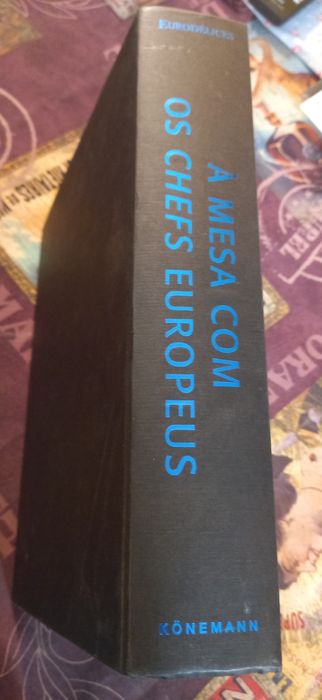 EURODÉLICES
À MESA COM
OS CHEFS EUROPEUS
KÖNEMANN